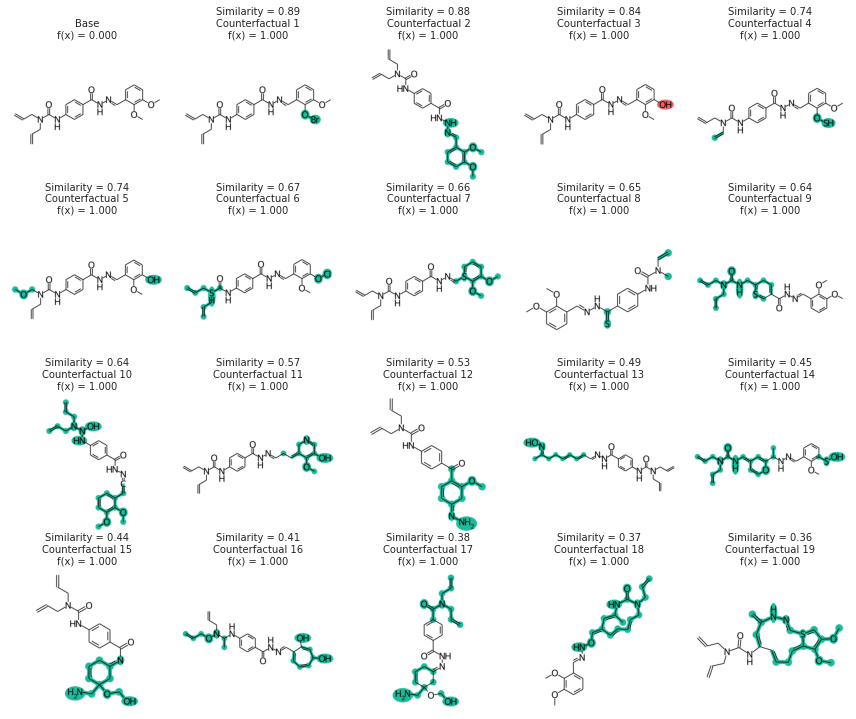 Base
f(x) = 0.000
Similarity = 0.89
Counterfactual 1
f(x) = 1.000
Similarity = 0.88
Counterfactual 2
f(x) = 1.000
Similarity = 0.84
Counterfactual 3
f(x) = 1.000
Similarity = 0.74
Counterfactual 4
f(x) = 1.000
Similarity = 0.74
Counterfactual 5
f(x) = 1.000
Similarity = 0.67
Counterfactual 6
f(x) = 1.000
Similarity = 0.66
Counterfactual 7
f(x) = 1.000
Similarity = 0.65
Counterfactual 8
f(x) = 1.000
Similarity = 0.64
Counterfactual 9
f(x) = 1.000
Similarity = 0.64
Counterfactual 10
f(x) = 1.000
Similarity = 0.57
Counterfactual 11
f(x) = 1.000
Similarity = 0.53
Counterfactual 12
f(x) = 1.000
Similarity = 0.49
Counterfactual 13
f(x) = 1.000
Similarity = 0.45
Counterfactual 14
f(x) = 1.000
Similarity = 0.44
Counterfactual 15
f(x) = 1.000
Similarity = 0.41
Counterfactual 16
f(x) = 1.000
Similarity = 0.38
Counterfactual 17
f(x) = 1.000
Similarity = 0.37
Counterfactual 18
f(x) = 1.000
Similarity = 0.36
Counterfactual 19
f(x) = 1.000